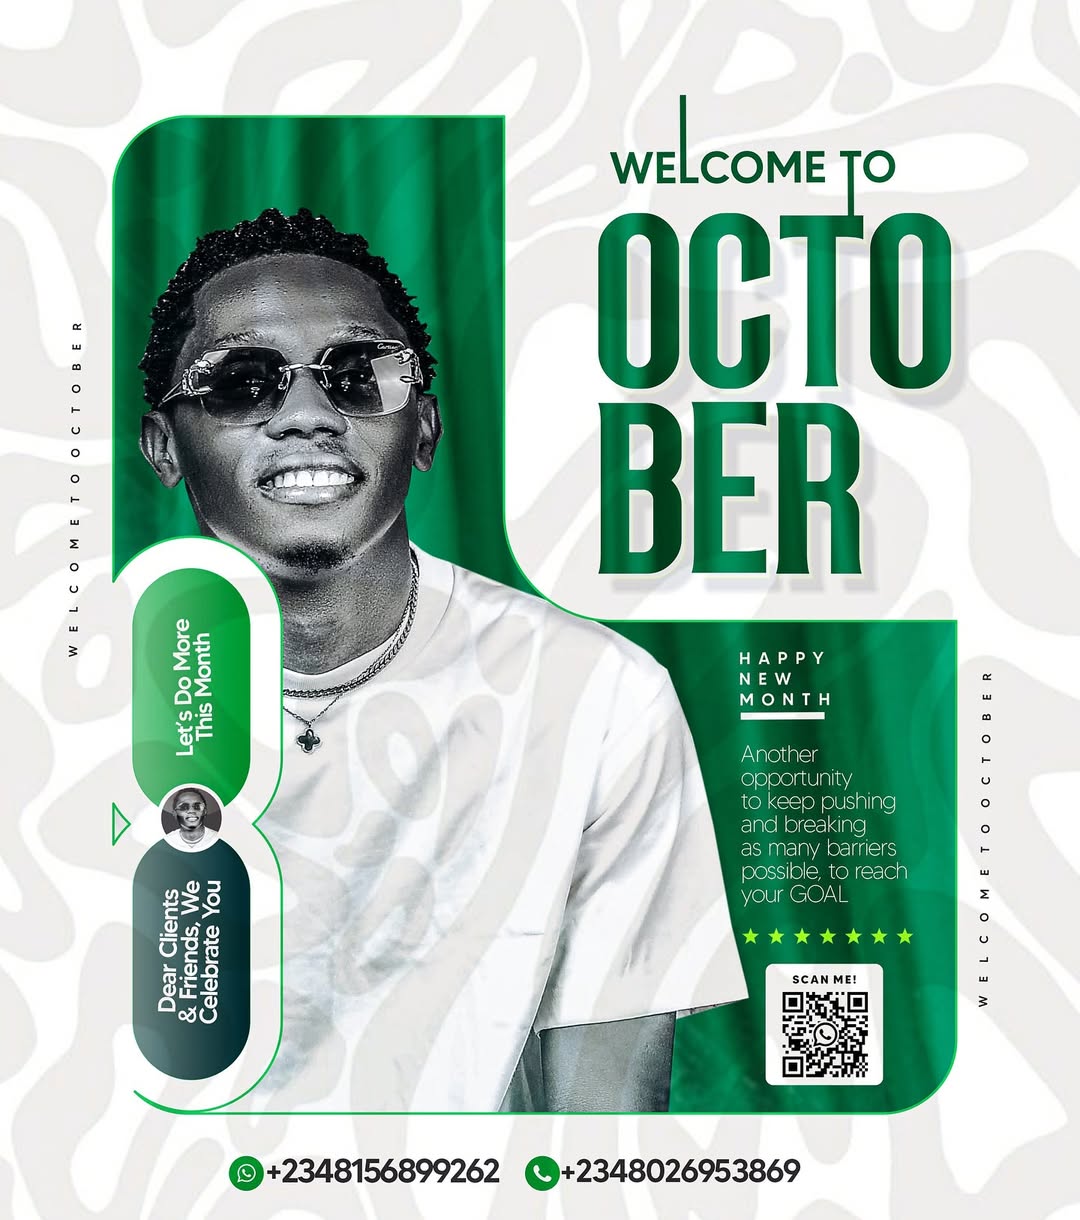 WELCOME TO
OCTO
BER
WELCOME TO OCTOBER
Cartier
Let's Do More
This Month
Dear Clients
& Friends, We
Celebrate You
HAPPY
NEW
MONTH
Another
opportunity
to keep pushing
and breaking
as many barriers
possible, to reach
your GOAL
SCAN ME!
WELCOME TO OCTOBER
+2348156899262
+2348026953869